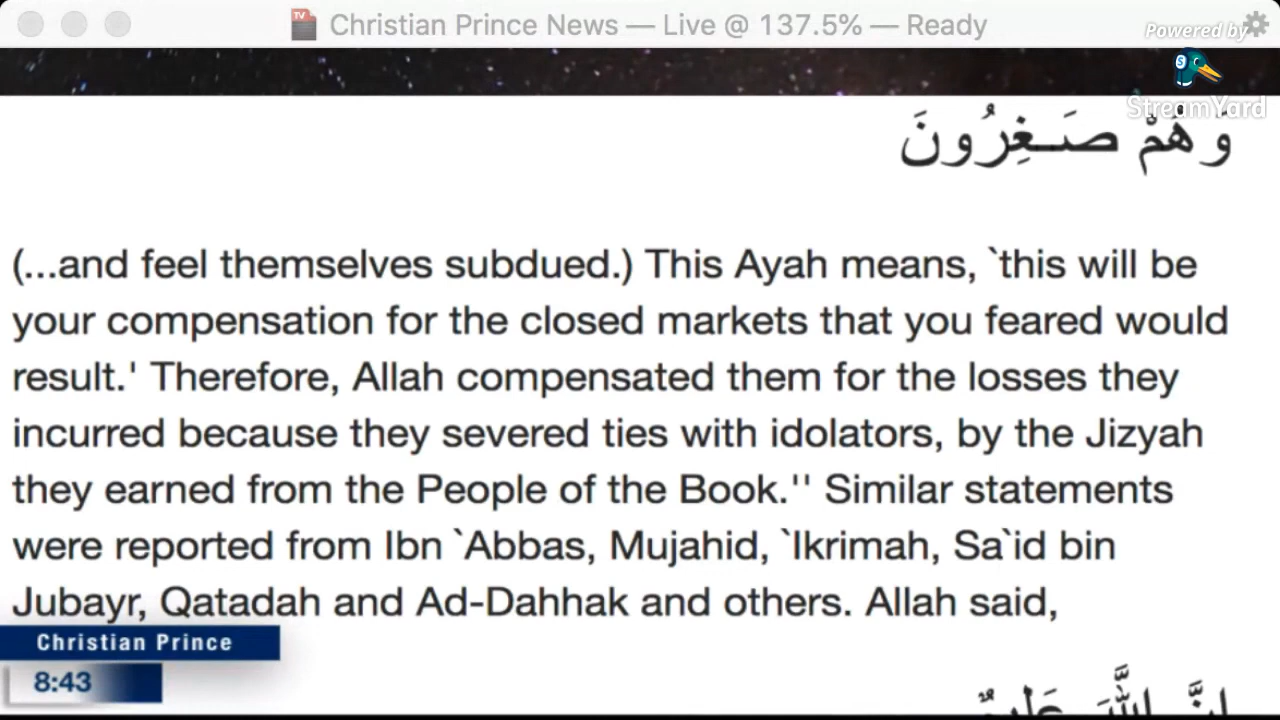 Christian Prince News — Live @ 137.5% — Ready
Powered by
StreamYard
وَهُمْ صَـغِرُونَ
(...and feel themselves subdued.) This Ayah means, `this will be
your compensation for the closed markets that you feared would
result.' Therefore, Allah compensated them for the losses they
incurred because they severed ties with idolators, by the Jizyah
they earned from the People of the Book.'' Similar statements
were reported from Ibn `Abbas, Mujahid, `Ikrimah, Sa`id bin
Jubayr, Qatadah and Ad-Dahhak and others. Allah said,
Christian Prince
8:43
إِنَّ اللَّهَ عَلِيمٌ